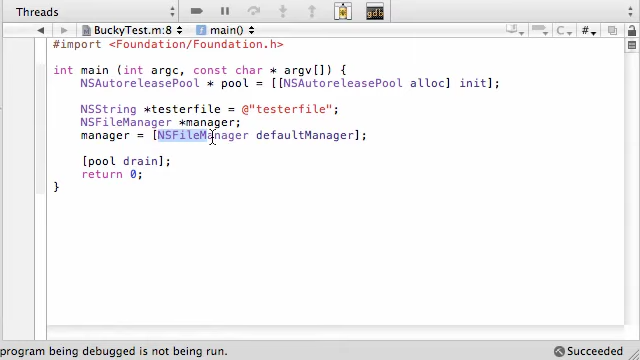 Threads
BuckyTest.m:8 main() #
#import <Foundation/Foundation.h>
int main (int argc, const char * argv[]) {
NSAutoreleasePool * pool = [[NSAutoreleasePool alloc] init];
NSString *testerfile = @"testerfile";
NSFileManager *manager;
manager = [NSFileManager defaultManager];
[pool drain];
return 0;
}
program being debugged is not being run. Succeeded